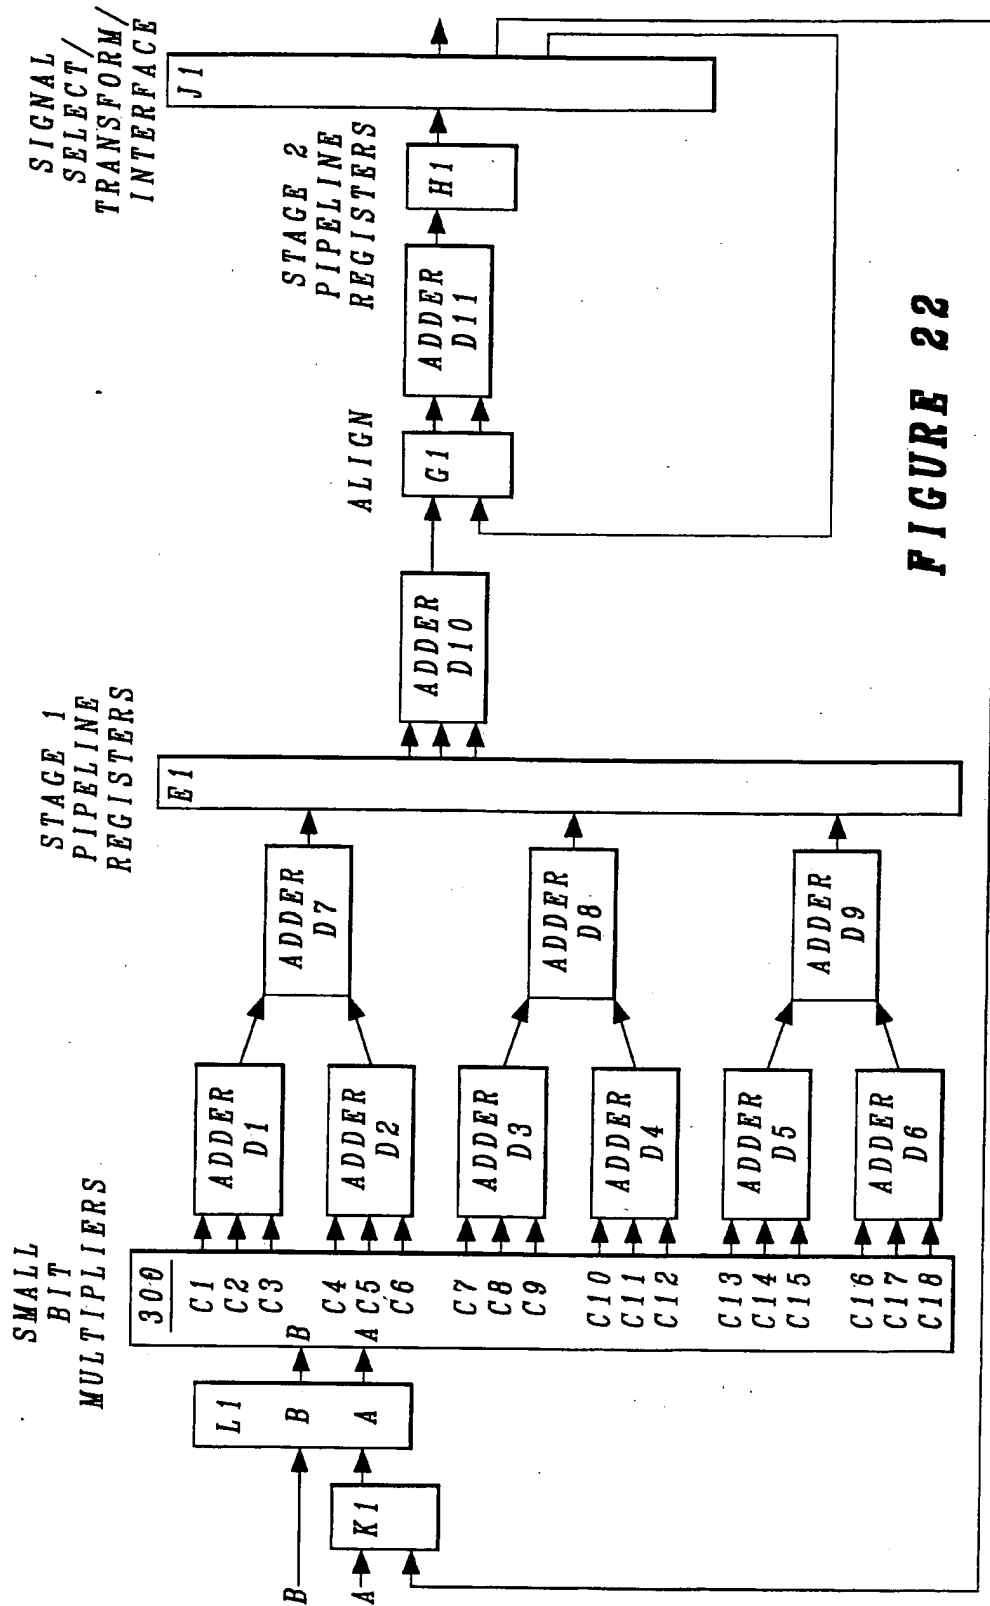 SMALL
BIT
MULTIPLIERS
STAGE 1
PIPELINE
REGISTERS
ALIGN
STAGE 2
PIPELINE
REGISTERS
SIGNAL
SELECT/
TRANSFORM/
INTERFACE
B
A
K1
L1
B
A
300
B
A
C1
C2
C3
C4
C5
C6
C7
C8
C9
C10
C11
C12
C13
C14
C15
C16
C17
C18
ADDER
D1
ADDER
D2
ADDER
D3
ADDER
D4
ADDER
D5
ADDER
D6
ADDER
D7
ADDER
D8
ADDER
D9
E1
ADDER
D10
G1
ADDER
D11
H1
J1
FIGURE 22